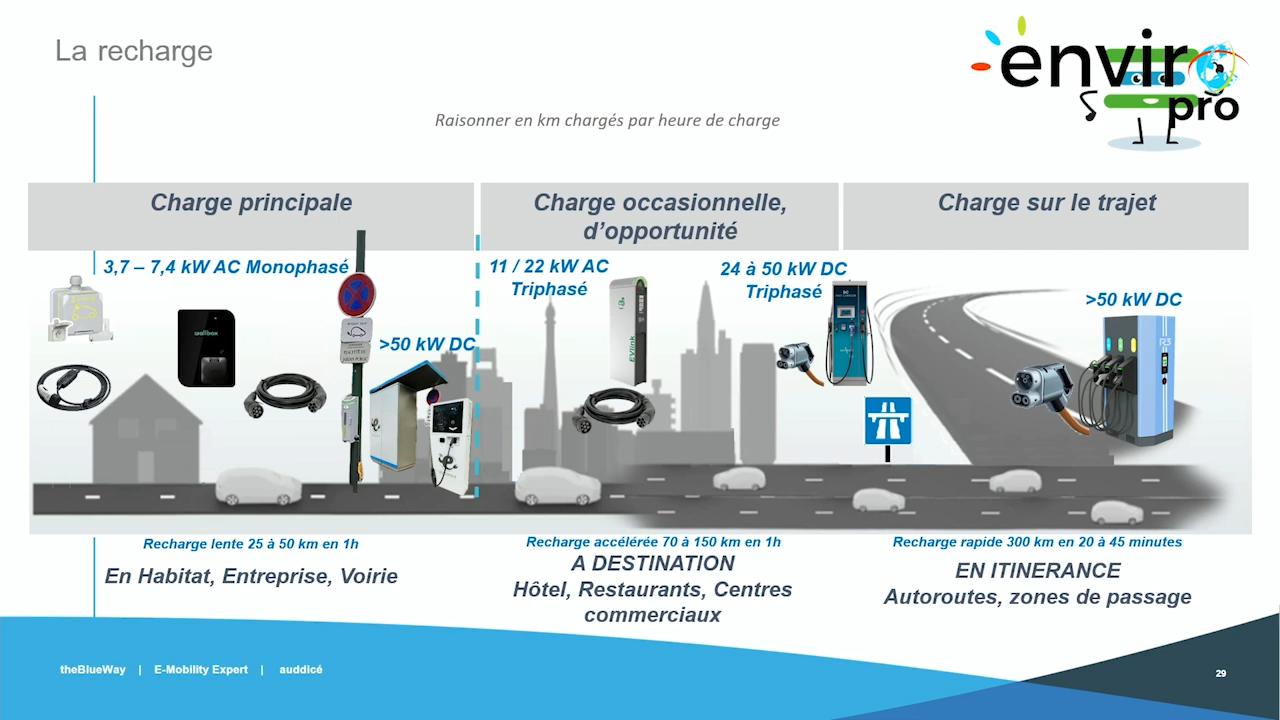 La recharge
enviro
pro
Raisonner en km chargés par heure de charge
Charge principale
Charge occasionnelle,
d’opportunité
Charge sur le trajet
3,7 – 7,4 kW AC Monophasé
>50 kW DC
wallbox
11 / 22 kW AC
Triphasé
EVlink
24 à 50 kW DC
Triphasé
>50 kW DC
R3
Recharge lente 25 à 50 km en 1h
En Habitat, Entreprise, Voirie
Recharge accélérée 70 à 150 km en 1h
A DESTINATION
Hôtel, Restaurants, Centres
commerciaux
Recharge rapide 300 km en 20 à 45 minutes
EN ITINERANCE
Autoroutes, zones de passage
theBlueWay | E-Mobility Expert | auddicé
29